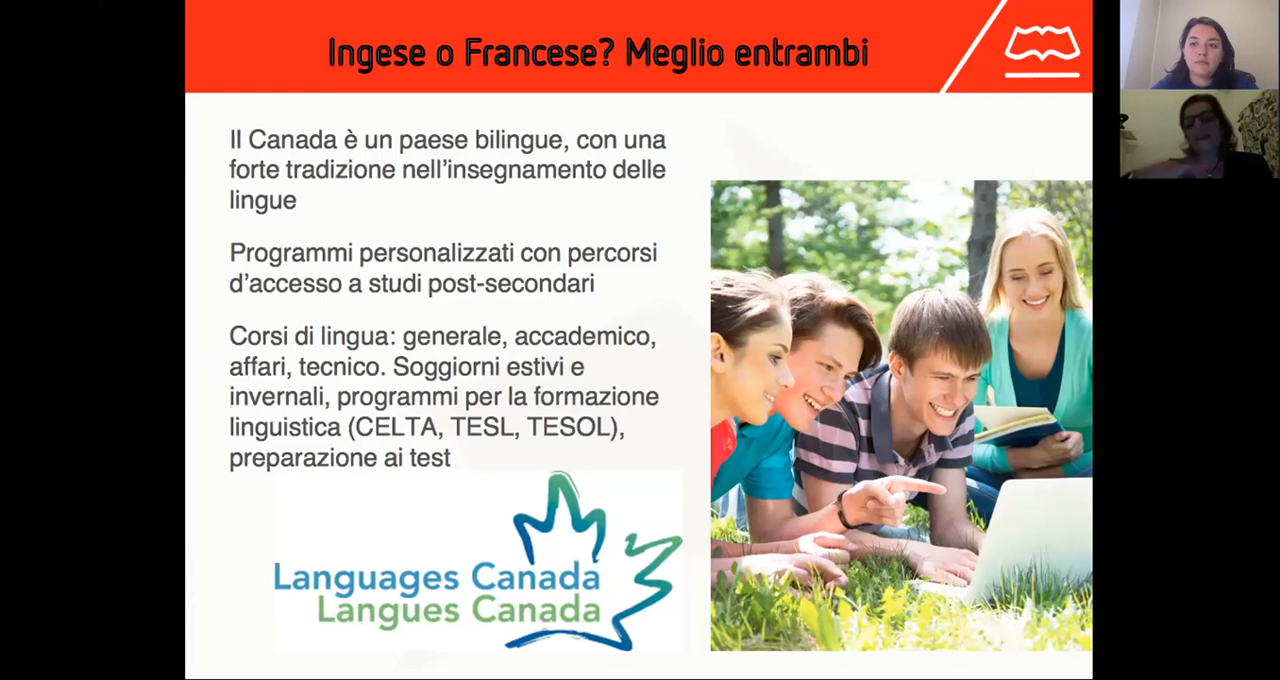 Ingese o Francese? Meglio entrambi
Il Canada è un paese bilingue, con una
forte tradizione nell'insegnamento delle
lingue
Programmi personalizzati con percorsi
d'accesso a studi post-secondari
Corsi di lingua: generale, accademico,
affari, tecnico. Soggiorni estivi e
invernali, programmi per la formazione
linguistica (CELTA, TESL, TESOL),
preparazione ai test
Languages Canada
Langues Canada